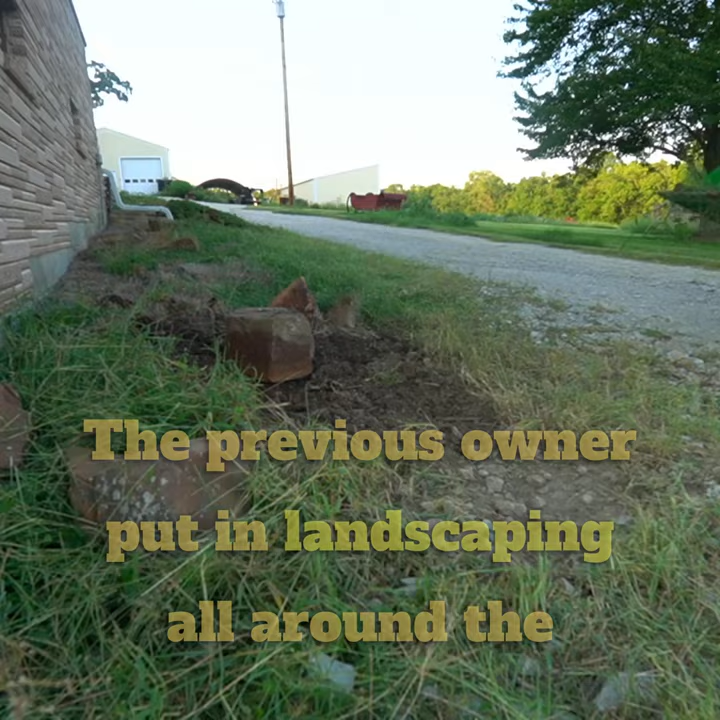 The previous owner
put in landscaping
all around the